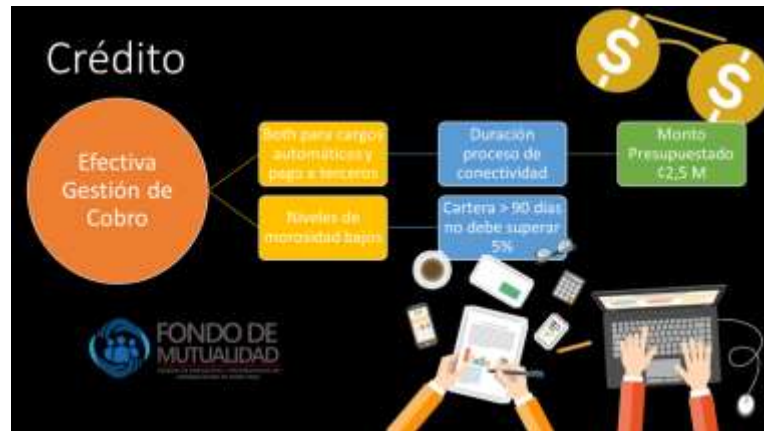 Crédito
$
$
Efectiva
Gestión de
Cobro
Both para cargos
automáticos y
pago a terceros
Duración
proceso de
conectividad
Monto
Presupuestado
¢2,5 M
Niveles de
morosidad bajos
Cartera > 90 días
no debe superar
5%
FONDO DE
MUTUALIDAD